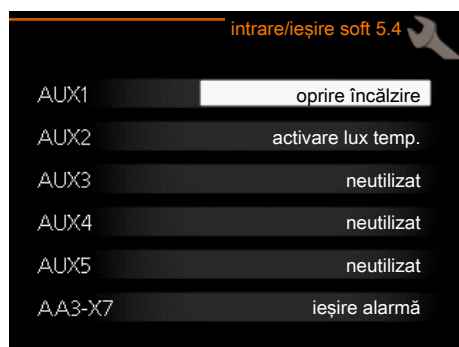 intrare/ieșire soft 5.4
AUX1 oprire încălzire
AUX2 activare lux temp.
AUX3 neutilizat
AUX4 neutilizat
AUX5 neutilizat
AA3-X7 ieșire alarmă